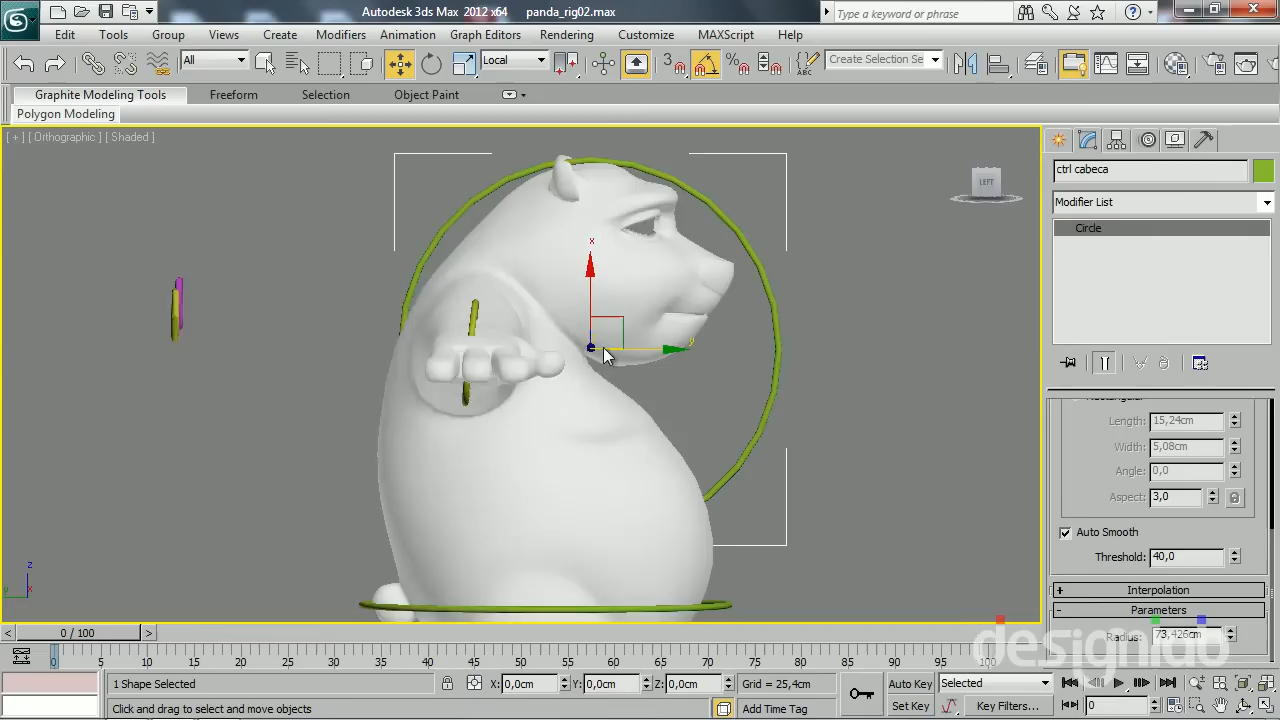 Autodesk 3ds Max 2012 x64 panda_rig02.max
Type a keyword or phrase
Edit Tools Group Views Create Modifiers Animation Graph Editors Rendering Customize MAXScript Help
All Local 3 % ABC Create Selection Se
Graphite Modeling Tools Freeform Selection Object Paint
Polygon Modeling
[ + ] [ Orthographic ] [ Shaded ]
LEFT
x
y
z
x
y
ctrl cabeca
Modifier List
Circle
Length: 15,24cm
Width: 5,08cm
Angle: 0,0
Aspect: 3,0
Auto Smooth
Threshold: 40,0
+ Interpolation
- Parameters
Radius: 73,426cm
designido
< 0 / 100 >
0 5 10 15 20 25 30 35 40 45 50 55 60 65 70 75 80 85 90 95 100
1 Shape Selected X: 0,0cm Y: 0,0cm Z: 0,0cm Grid = 25,4cm Auto Key Selected
Click and drag to select and move objects Add Time Tag Set Key Key Filters... 0